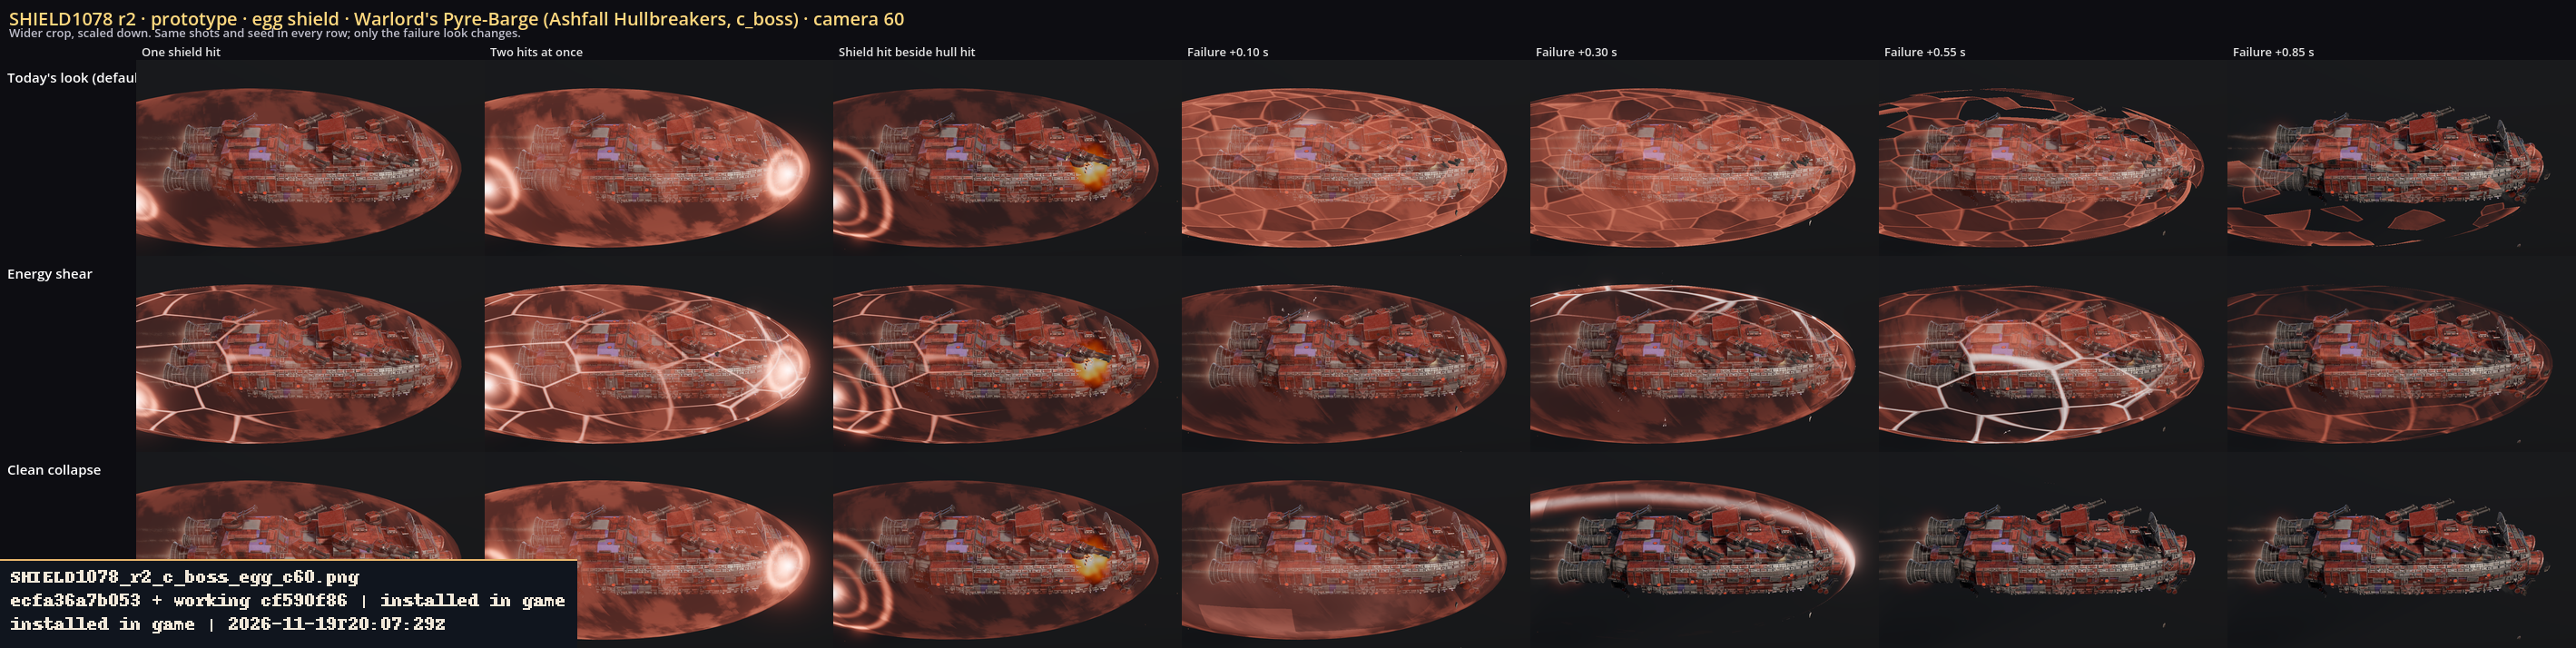 SHIELD1078 r2 · prototype · egg shield · Warlord's Pyre-Barge (Ashfall Hullbreakers, c_boss) · camera 60
Wider crop, scaled down. Same shots and seed in every row; only the failure look changes.
One shield hit
Two hits at once
Shield hit beside hull hit
Failure +0.10 s
Failure +0.30 s
Failure +0.55 s
Failure +0.85 s
Today's look (defaul
Energy shear
Clean collapse
SHIELD1078_r2_c_boss_egg_c60.png
ecfa36a7b053 + working cf590f86 | installed in game
installed in game | 2026-11-19T20:07:29Z